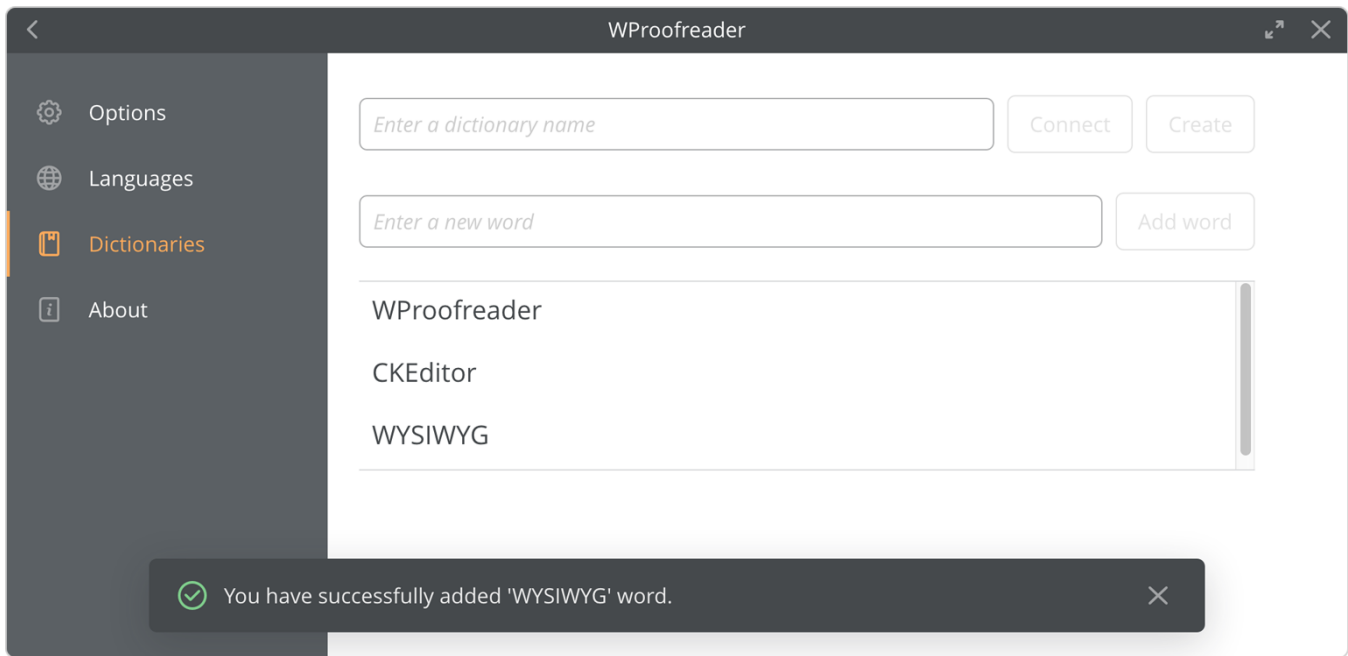 WProofreader
Options
Languages
Dictionaries
About
Enter a dictionary name
Connect
Create
Enter a new word
Add word
WProofreader
CKEditor
WYSIWYG
You have successfully added 'WYSIWYG' word.